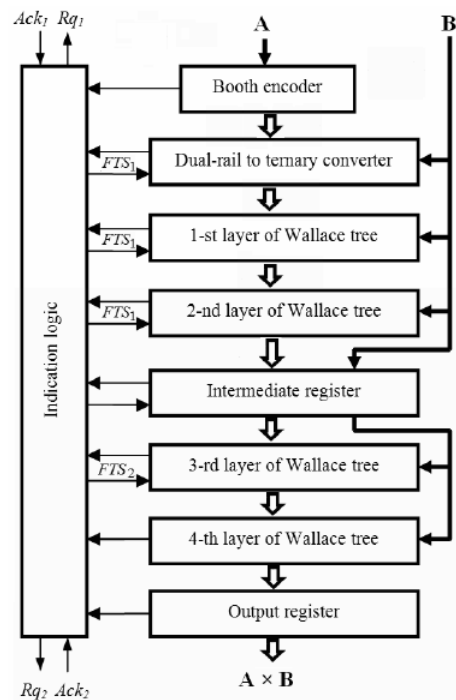 Ack1 Rq1
A
B
Booth encoder
Dual-rail to ternary converter
FTS1
1-st layer of Wallace tree
FTS1
2-nd layer of Wallace tree
FTS1
Indication logic
Intermediate register
3-rd layer of Wallace tree
FTS2
4-th layer of Wallace tree
Output register
Rq2 Ack2
A × B